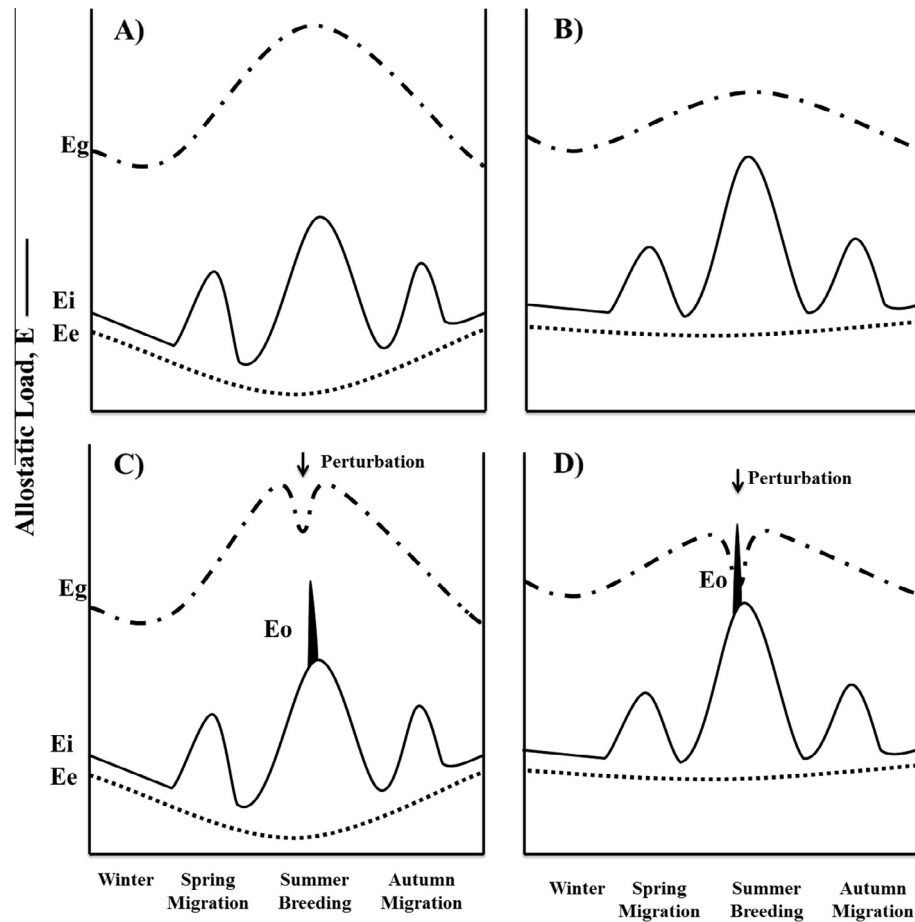 A)
B)
Eg
Ei
Ee
Allostatic Load, E
C)
Perturbation
D)
Perturbation
Eg
Eo
Eo
Ei
Ee
Winter
Spring
Migration
Summer
Breeding
Autumn
Migration
Winter
Spring
Migration
Summer
Breeding
Autumn
Migration